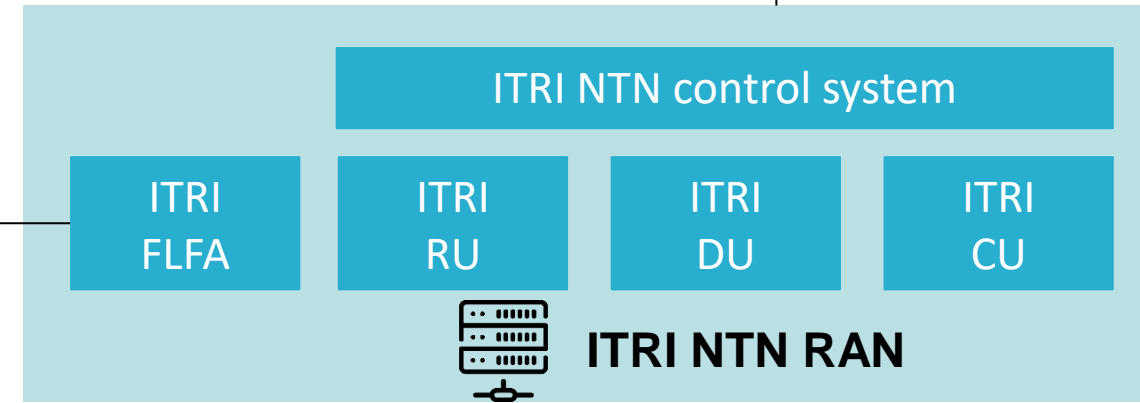 ITRI NTN control system
ITRI
FLFA
ITRI
RU
ITRI
DU
ITRI
CU
ITRI NTN RAN